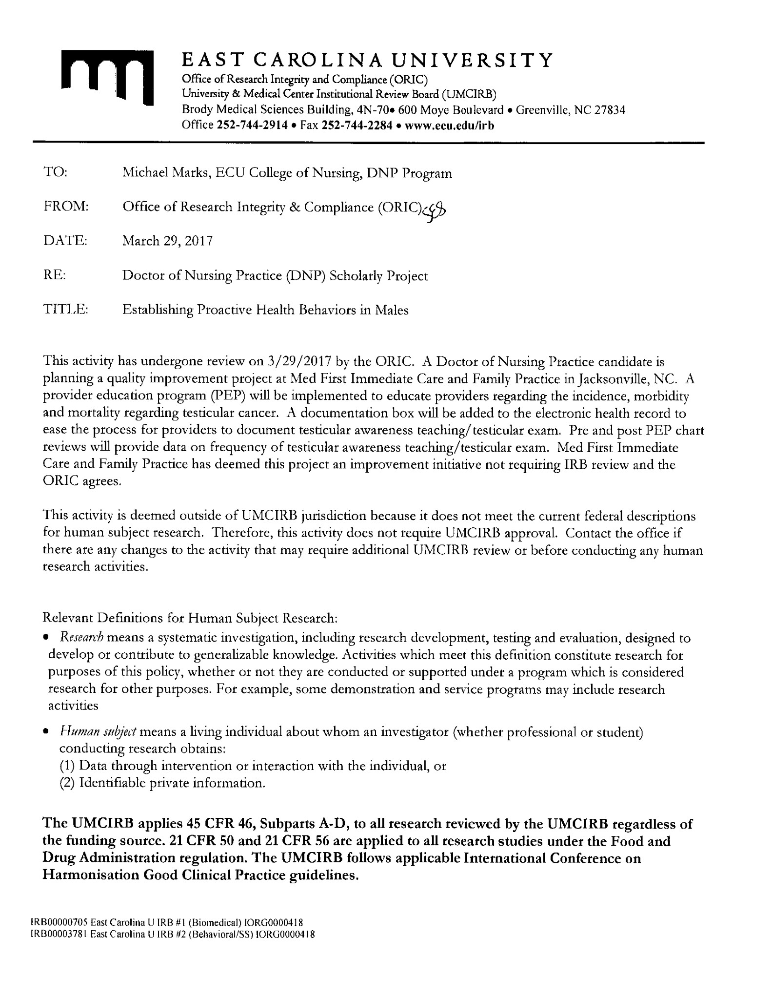 EAST CAROLINA UNIVERSITY
Office of Research Integrity and Compliance (ORIC)
University & Medical Center Institutional Review Board (UMCIRB)
Brody Medical Sciences Building, 4N-70• 600 Moye Boulevard • Greenville, NC 27834
Office 252-744-2914 • Fax 252-744-2284 • www.ecu.edu/irb
TO: Michael Marks, ECU College of Nursing, DNP Program
FROM: Office of Research Integrity & Compliance (ORIC)
DATE: March 29, 2017
RE: Doctor of Nursing Practice (DNP) Scholarly Project
TITLE: Establishing Proactive Health Behaviors in Males
This activity has undergone review on 3/29/2017 by the ORIC. A Doctor of Nursing Practice candidate is
planning a quality improvement project at Med First Immediate Care and Family Practice in Jacksonville, NC. A
provider education program (PEP) will be implemented to educate providers regarding the incidence, morbidity
and mortality regarding testicular cancer. A documentation box will be added to the electronic health record to
ease the process for providers to document testicular awareness teaching/testicular exam. Pre and post PEP chart
reviews will provide data on frequency of testicular awareness teaching/testicular exam. Med First Immediate
Care and Family Practice has deemed this project an improvement initiative not requiring IRB review and the
ORIC agrees.
This activity is deemed outside of UMCIRB jurisdiction because it does not meet the current federal descriptions
for human subject research. Therefore, this activity does not require UMCIRB approval. Contact the office if
there are any changes to the activity that may require additional UMCIRB review or before conducting any human
research activities.
Relevant Definitions for Human Subject Research:
• Research means a systematic investigation, including research development, testing and evaluation, designed to
develop or contribute to generalizable knowledge. Activities which meet this definition constitute research for
purposes of this policy, whether or not they are conducted or supported under a program which is considered
research for other purposes. For example, some demonstration and service programs may include research
activities
• Human subject means a living individual about whom an investigator (whether professional or student)
conducting research obtains:
(1) Data through intervention or interaction with the individual, or
(2) Identifiable private information.
The UMCIRB applies 45 CFR 46, Subparts A-D, to all research reviewed by the UMCIRB regardless of
the funding source. 21 CFR 50 and 21 CFR 56 are applied to all research studies under the Food and
Drug Administration regulation. The UMCIRB follows applicable International Conference on
Harmonisation Good Clinical Practice guidelines.
IRB00000705 East Carolina U IRB #1 (Biomedical) IORG0000418
IRB00003781 East Carolina U IRB #2 (Behavioral/SS) IORG0000418